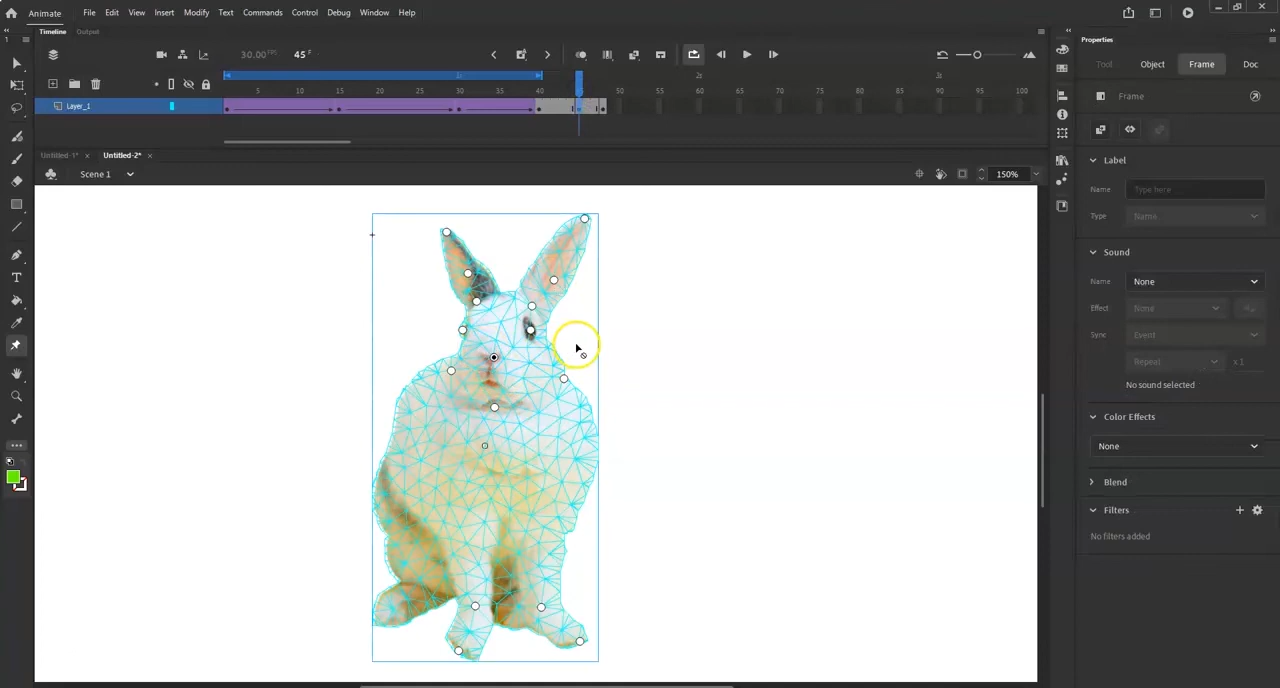 Animate File Edit View Insert Modify Text Commands Control Debug Window Help
Timeline Output
Properties
30.00 FPS 45 F
Tool Object Frame Doc
1s 2s 3s
5 10 15 20 25 30 35 40 45 50 55 60 65 70 75 80 85 90 95 100
Frame
Layer_1
Untitled-1* × Untitled-2* ×
Scene 1 150%
Label
Name Type here
Type Name
Sound
Name None
Effect None
Sync Event
Repeat x 1
No sound selected
Color Effects
None
Blend
Filters
No filters added